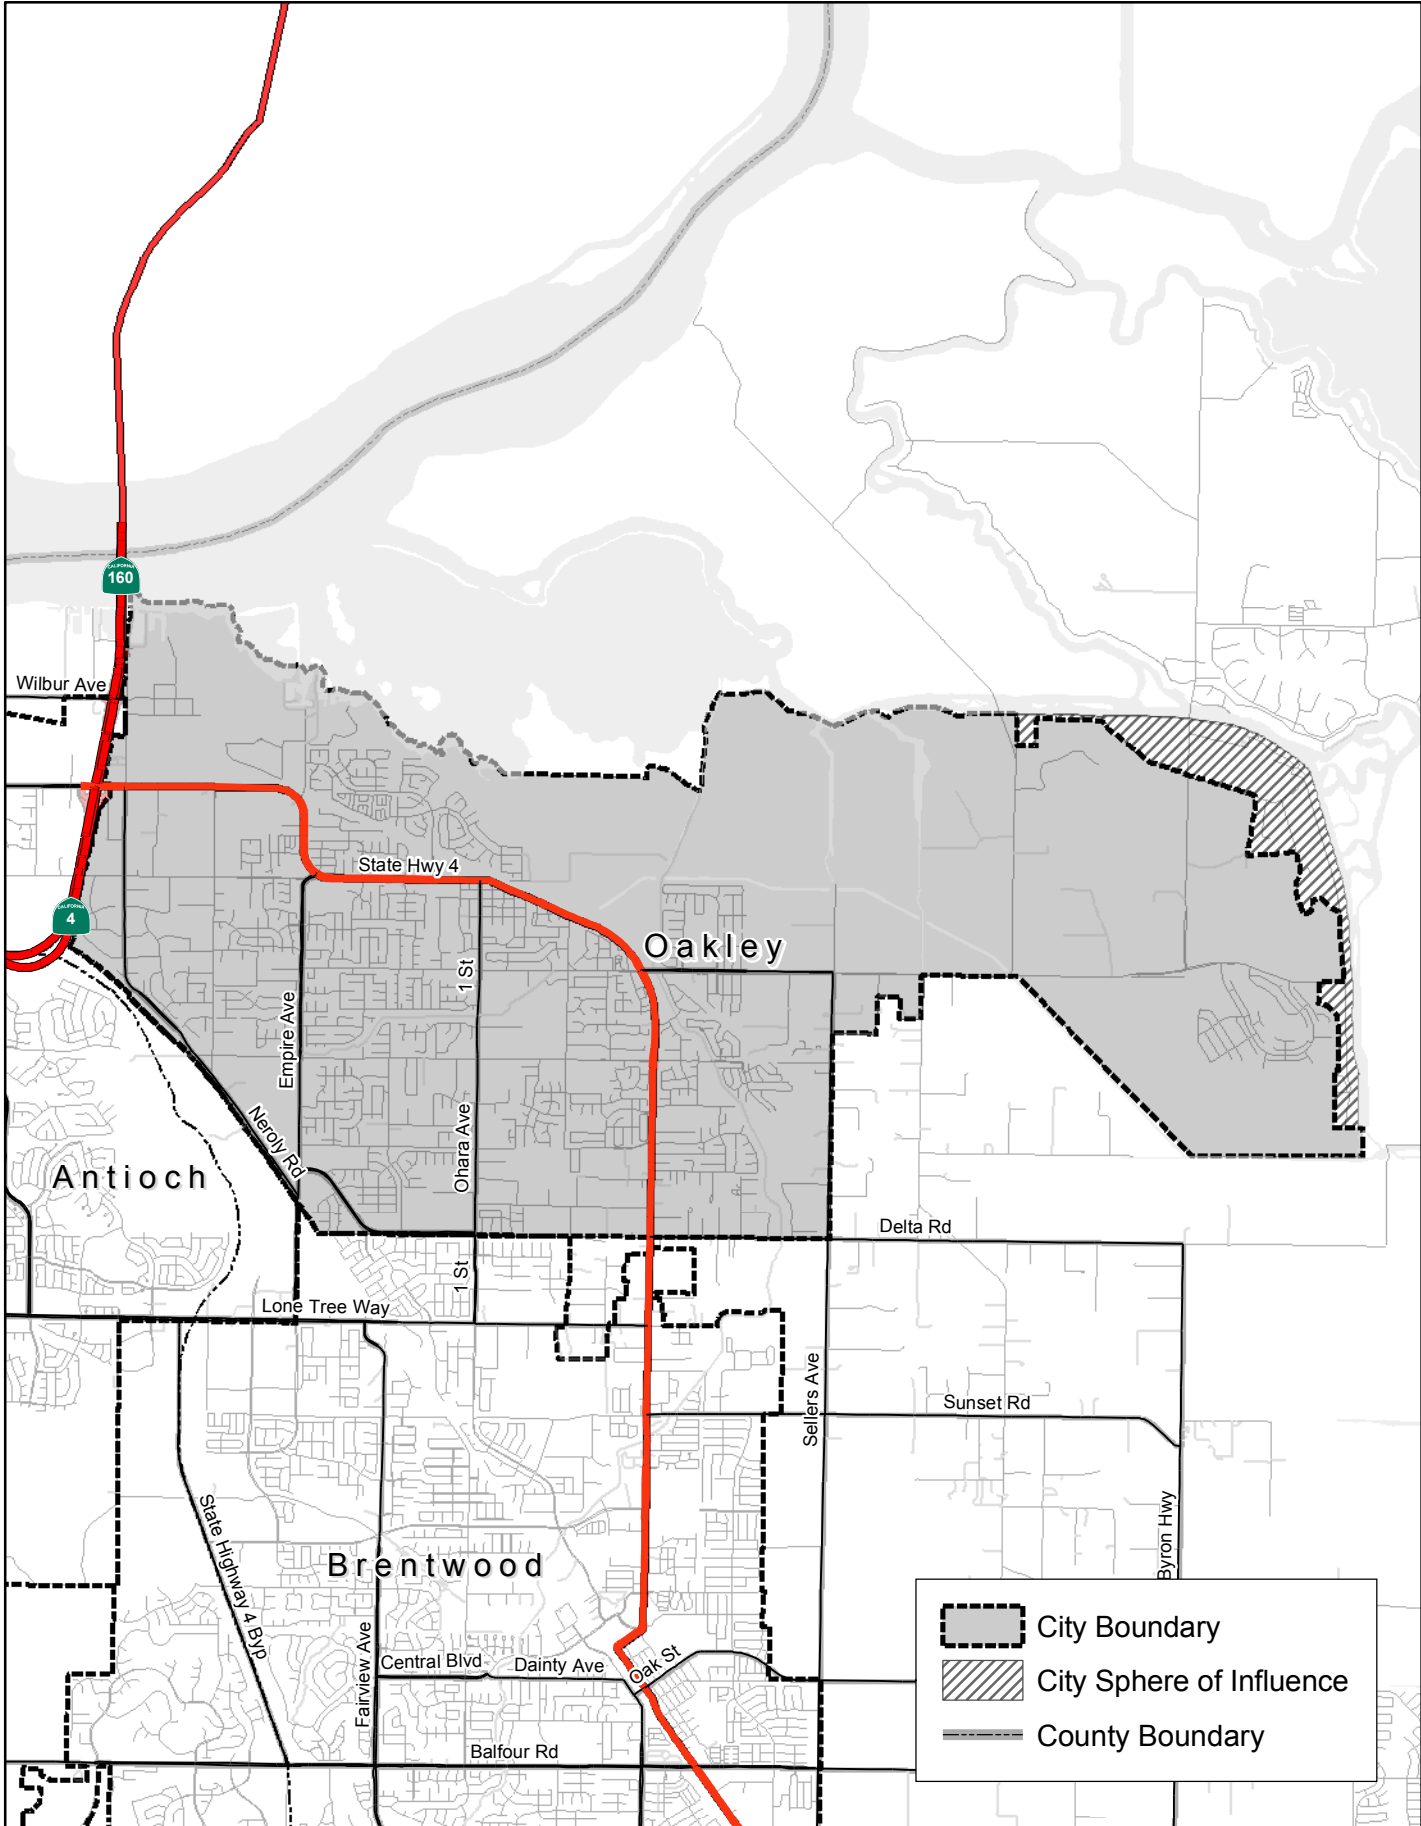 CALIFORNIA
160
Wilbur Ave
State Hwy 4
CALIFORNIA
4
Oakley
1 St
Empire Ave
Neroly Rd
Ohara Ave
Antioch
Delta Rd
1 St
Lone Tree Way
Sellers Ave
Sunset Rd
State Highway 4 Byp
Byron Hwy
Brentwood
Fairview Ave
Central Blvd
Dainty Ave
Oak St
Balfour Rd
City Boundary
City Sphere of Influence
County Boundary